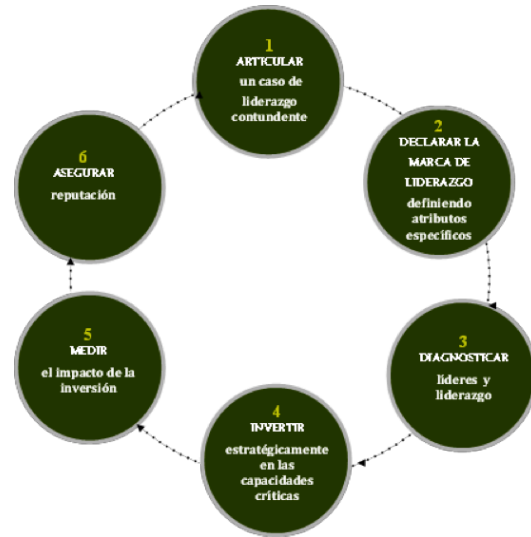 1
ARTICULAR
un caso de
liderazgo
contundente
2
DECLARAR LA
MARCA DE
LIDERAZGO
definiendo
atributos
específicos
3
DIAGNOSTICAR
líderes y
liderazgo
4
INVERTIR
estratégicamente
en las
capacidades
críticas
5
MEDIR
el impacto de la
inversión
6
ASEGURAR
reputación